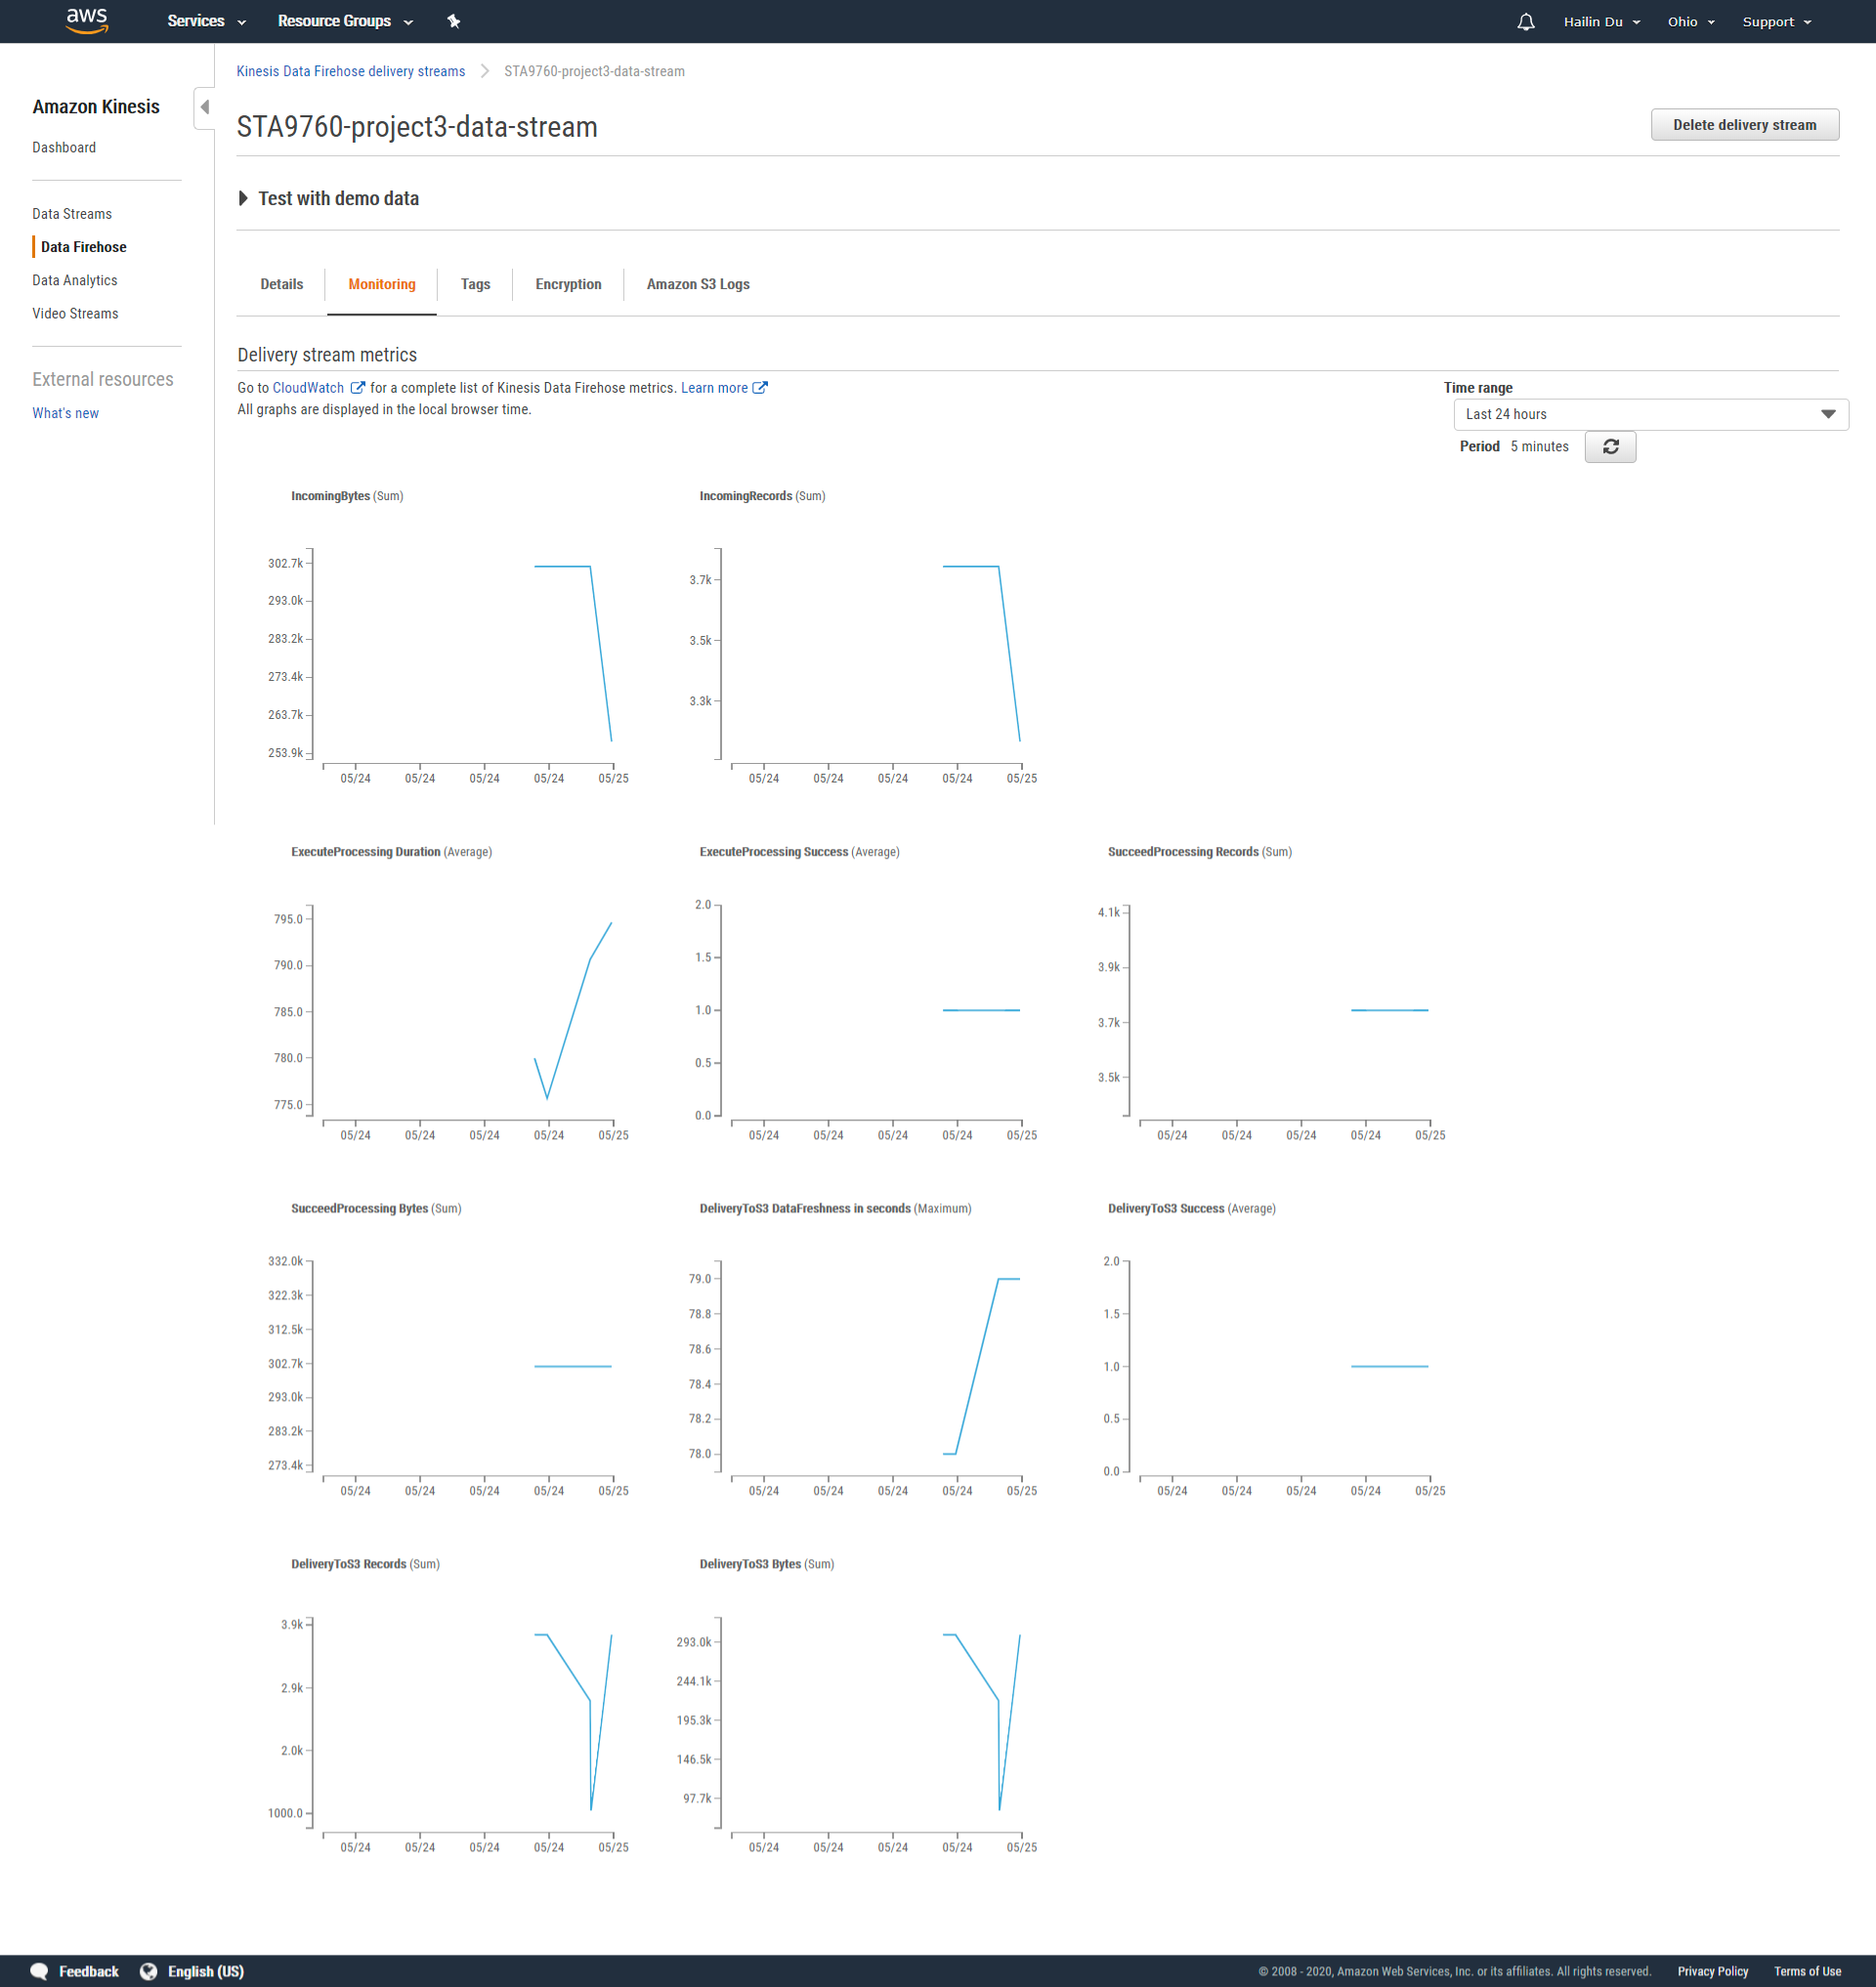 aws Services Resource Groups Hailin Du Ohio Support
Kinesis Data Firehose delivery streams STA9760-project3-data-stream
Amazon Kinesis
Dashboard
Data Streams
Data Firehose
Data Analytics
Video Streams
External resources
What's new
STA9760-project3-data-stream Delete delivery stream
Test with demo data
Details Monitoring Tags Encryption Amazon S3 Logs
Delivery stream metrics
Go to CloudWatch for a complete list of Kinesis Data Firehose metrics. Learn more
All graphs are displayed in the local browser time.
Time range
Last 24 hours
Period 5 minutes
IncomingBytes (Sum)
302.7k
293.0k
283.2k
273.4k
263.7k
253.9k
05/24 05/24 05/24 05/24 05/25
IncomingRecords (Sum)
3.7k
3.5k
3.3k
05/24 05/24 05/24 05/24 05/25
ExecuteProcessing Duration (Average)
795.0
790.0
785.0
780.0
775.0
05/24 05/24 05/24 05/24 05/25
ExecuteProcessing Success (Average)
2.0
1.5
1.0
0.5
0.0
05/24 05/24 05/24 05/24 05/25
SucceedProcessing Records (Sum)
4.1k
3.9k
3.7k
3.5k
05/24 05/24 05/24 05/24 05/25
SucceedProcessing Bytes (Sum)
332.0k
322.3k
312.5k
302.7k
293.0k
283.2k
273.4k
05/24 05/24 05/24 05/24 05/25
DeliveryToS3 DataFreshness in seconds (Maximum)
79.0
78.8
78.6
78.4
78.2
78.0
05/24 05/24 05/24 05/24 05/25
DeliveryToS3 Success (Average)
2.0
1.5
1.0
0.5
0.0
05/24 05/24 05/24 05/24 05/25
DeliveryToS3 Records (Sum)
3.9k
2.9k
2.0k
1000.0
05/24 05/24 05/24 05/24 05/25
DeliveryToS3 Bytes (Sum)
293.0k
244.1k
195.3k
146.5k
97.7k
05/24 05/24 05/24 05/24 05/25
Feedback English (US) © 2008 - 2020, Amazon Web Services, Inc. or its affiliates. All rights reserved. Privacy Policy Terms of Use